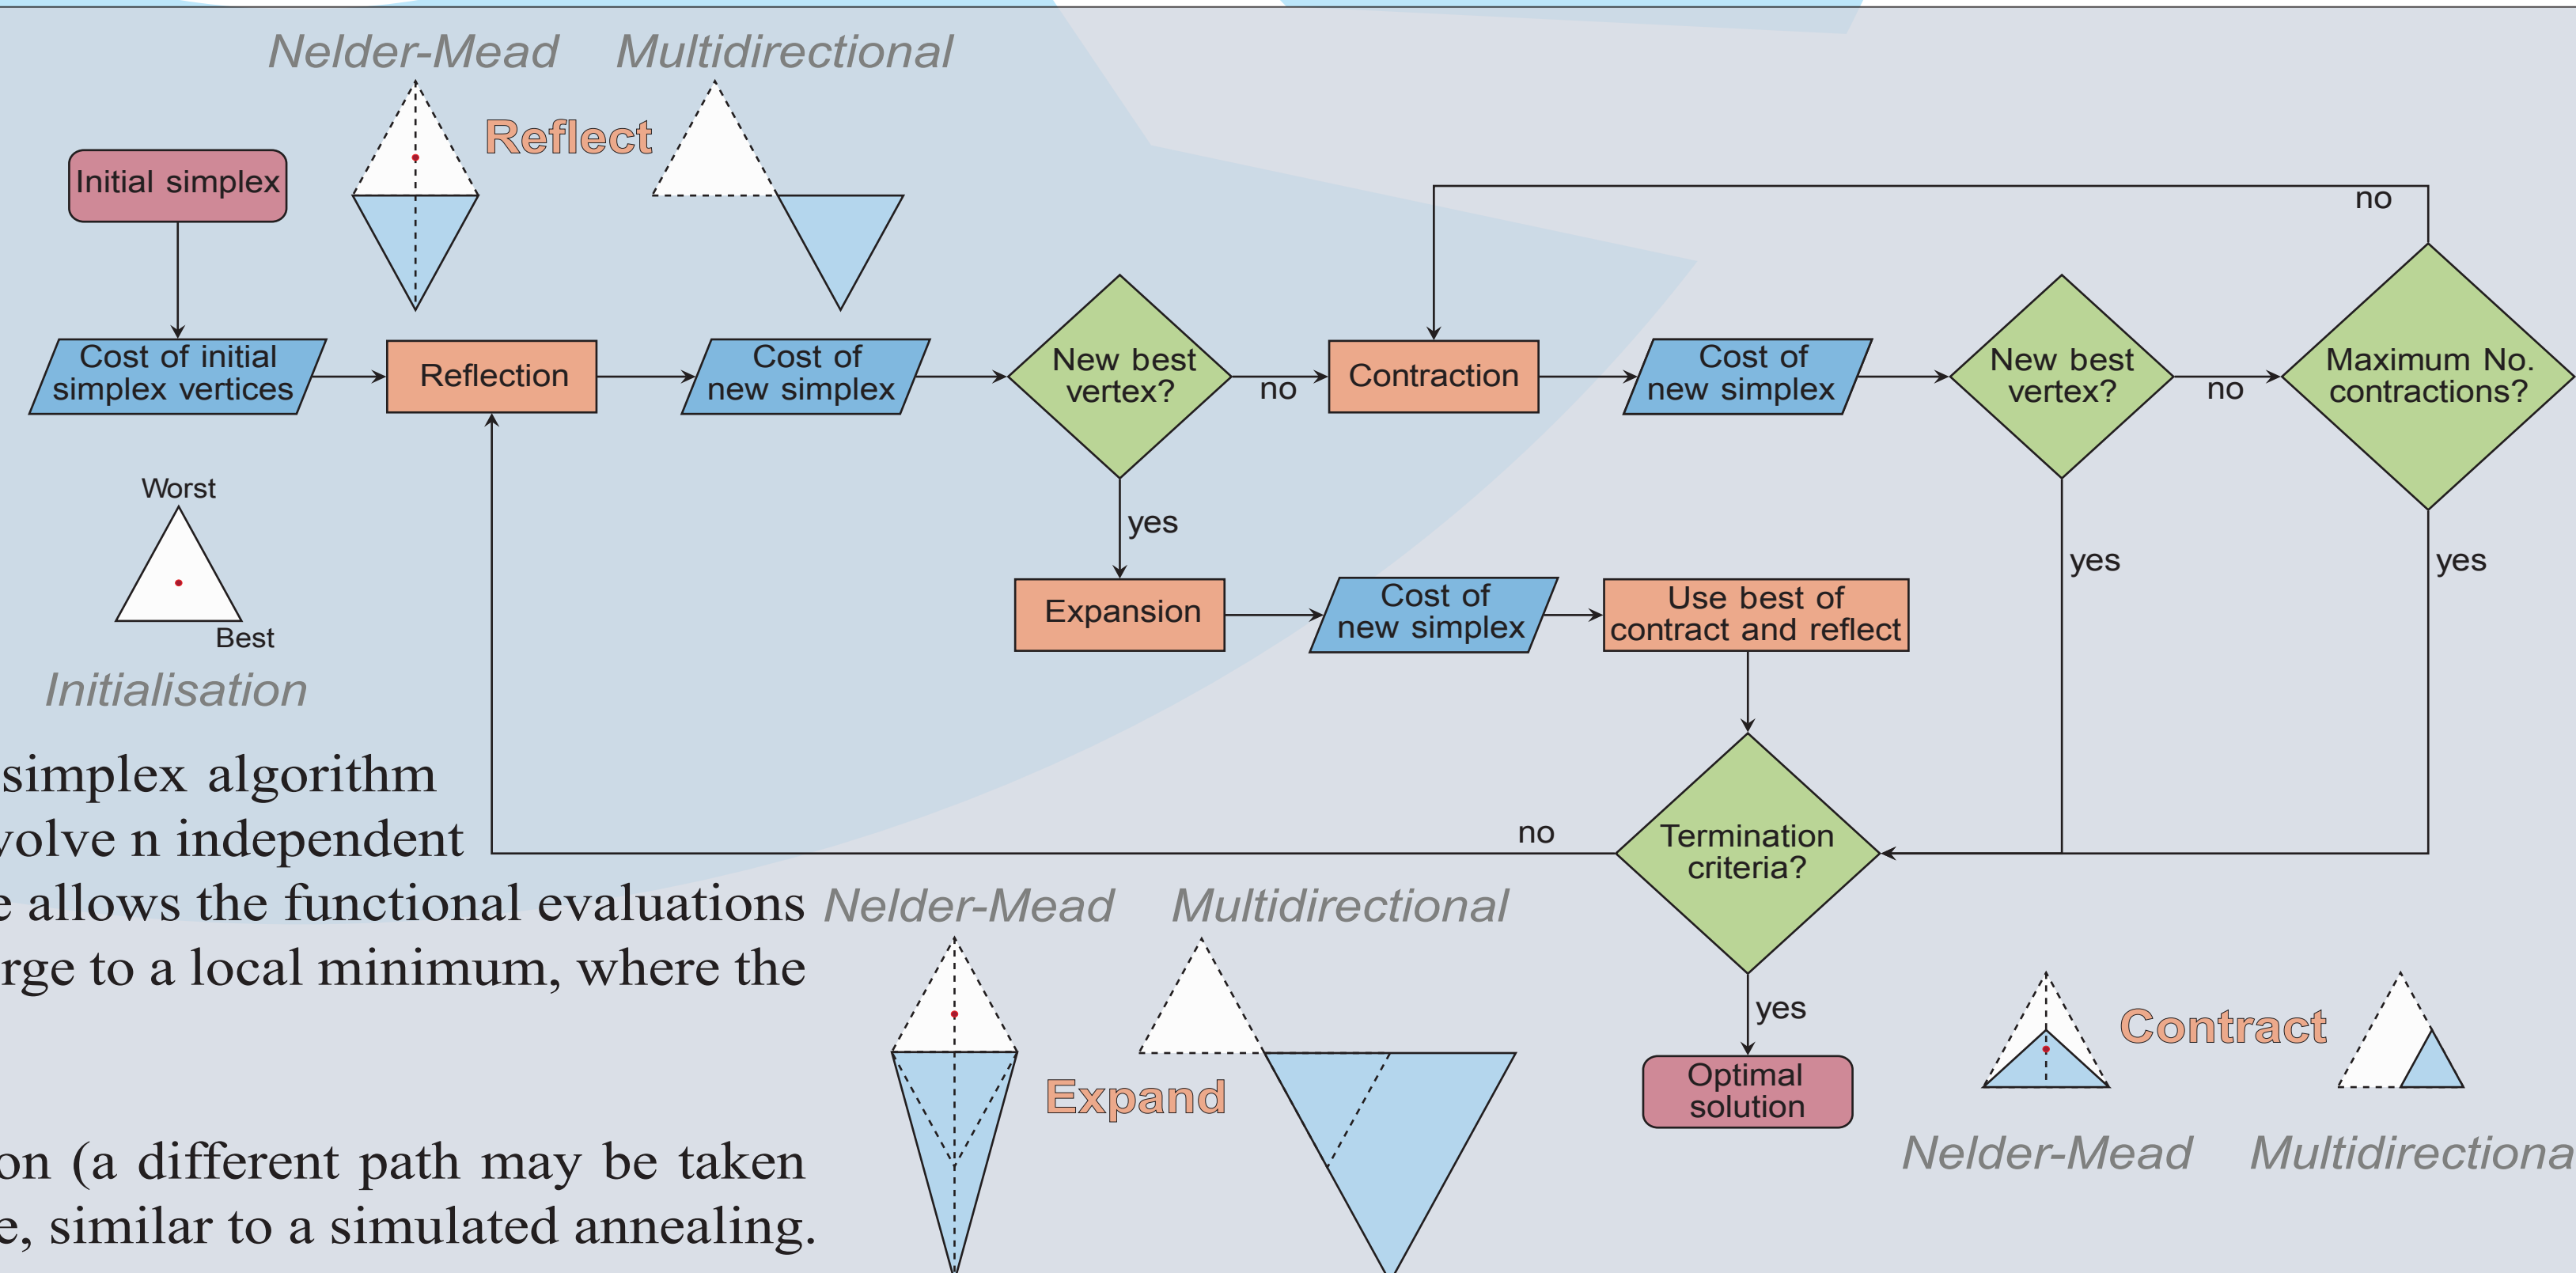 Nelder-Mead
Multidirectional
Reflect
Initial simplex
no
Cost of initial
simplex vertices
Reflection
Cost of
new simplex
New best
vertex?
no
Contraction
Cost of
new simplex
New best
vertex?
no
Maximum No.
contractions?
Worst
Best
Initialisation
yes
yes
yes
Expansion
Cost of
new simplex
Use best of
contract and reflect
simplex algorithm
volve n independent
e allows the functional evaluations
rge to a local minimum, where the
on (a different path may be taken
e, similar to a simulated annealing.
no
Termination
criteria?
yes
Optimal
solution
Nelder-Mead
Multidirectional
Expand
Contract
Nelder-Mead
Multidirectiona